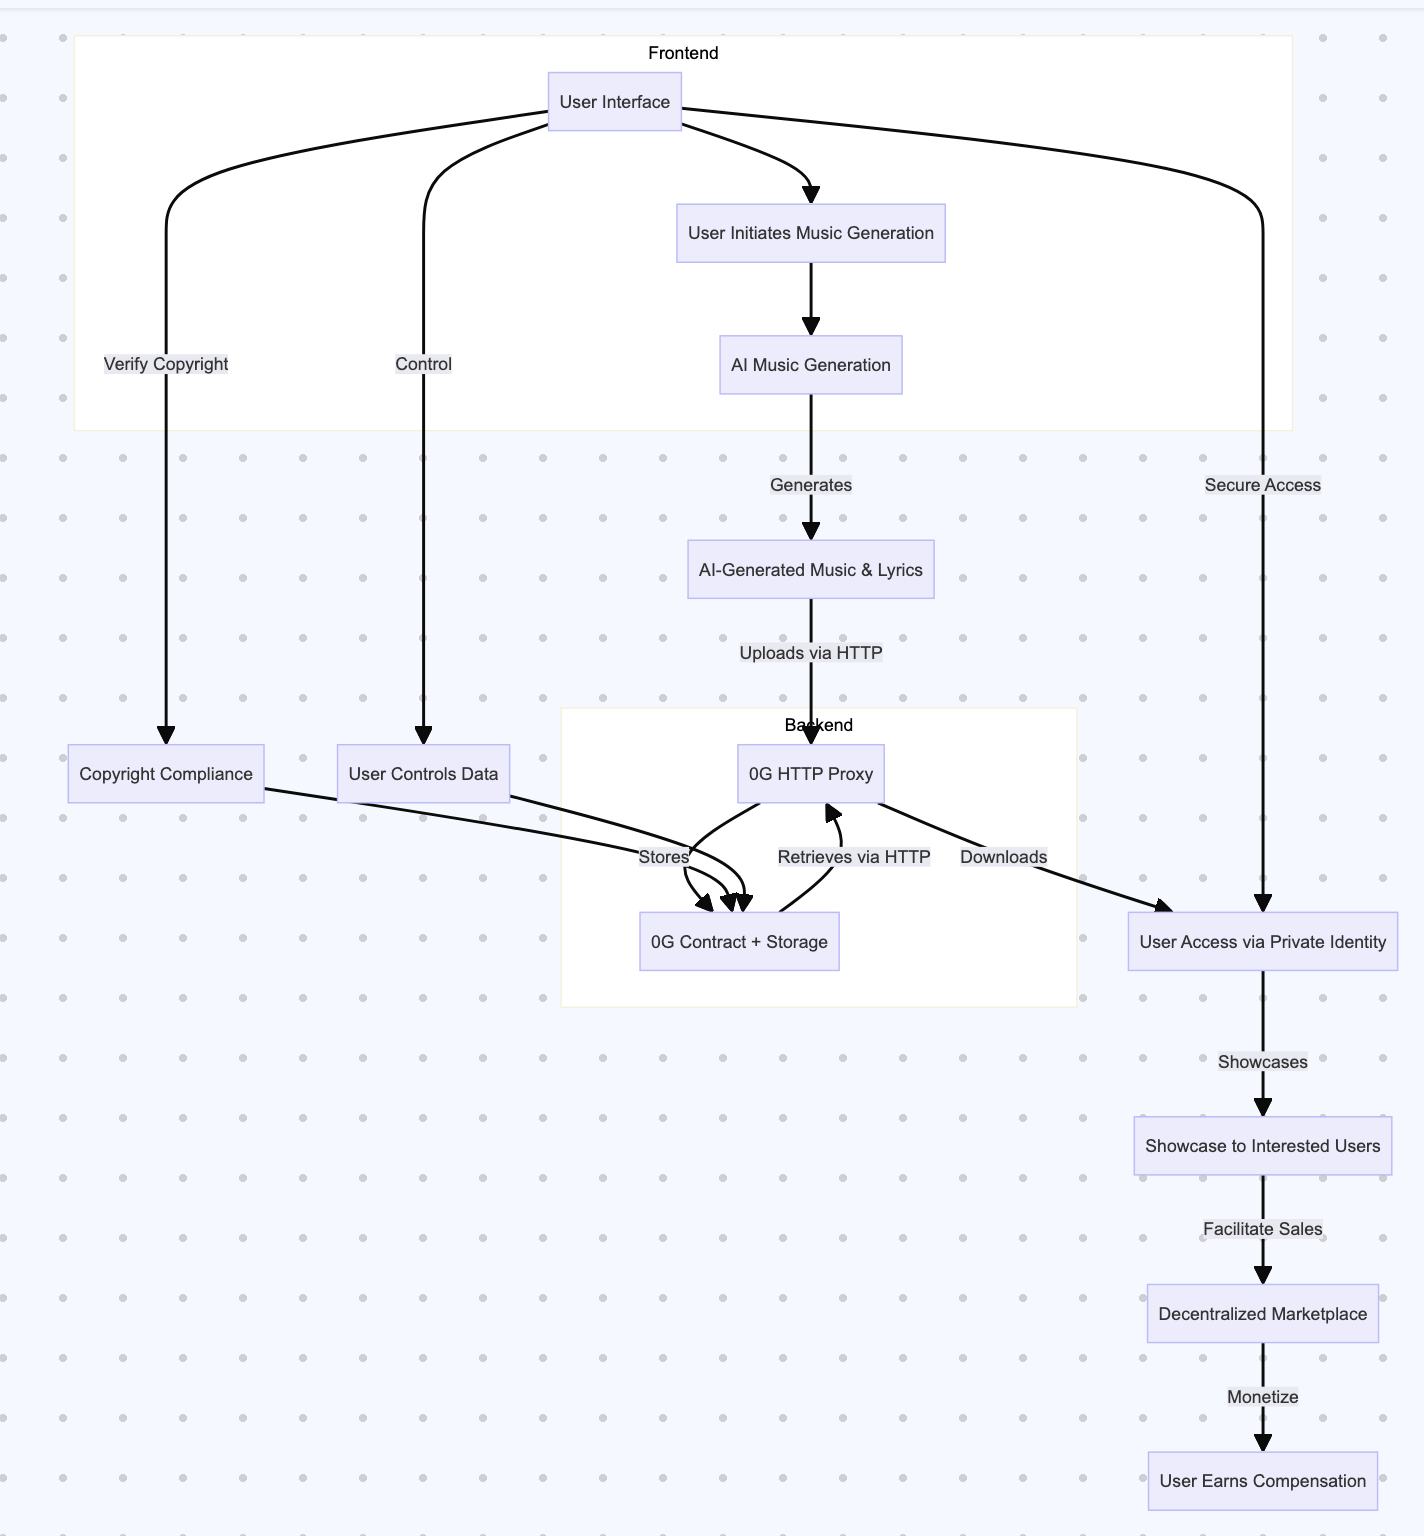 Frontend
User Interface
User Initiates Music Generation
Verify Copyright
Control
AI Music Generation
Generates
Secure Access
AI-Generated Music & Lyrics
Uploads via HTTP
Backend
Copyright Compliance
User Controls Data
0G HTTP Proxy
Stores
Retrieves via HTTP
Downloads
0G Contract + Storage
User Access via Private Identity
Showcases
Showcase to Interested Users
Facilitate Sales
Decentralized Marketplace
Monetize
User Earns Compensation